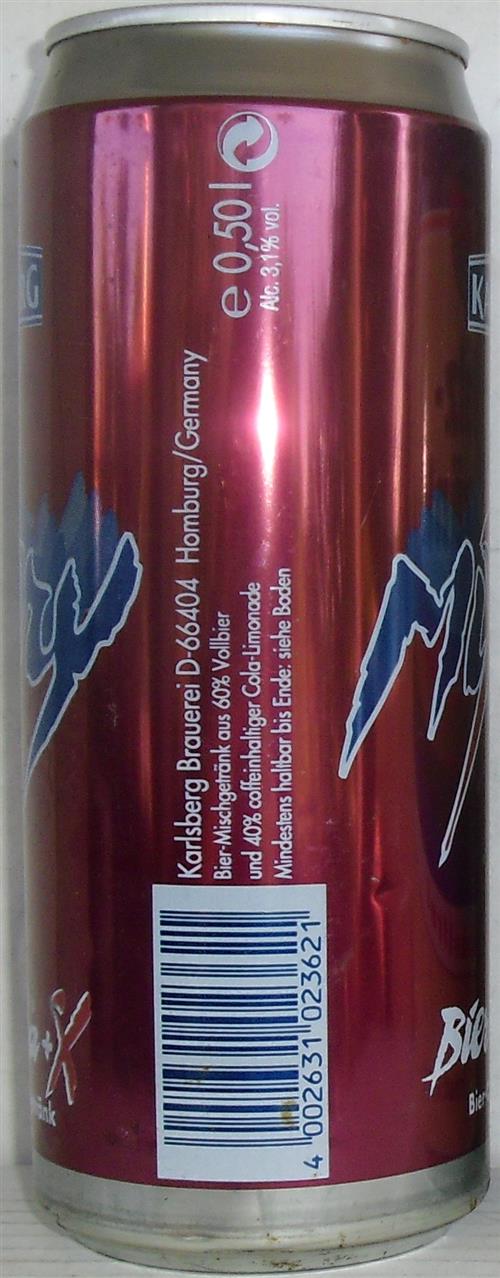 e 0,50 l
Alc. 3,1% vol.
Karlsberg Brauerei D-66404 Homburg/Germany
Bier-Mischgetränk aus 60% Vollbier
und 40% coffeinhaltiger Cola-Limonade
Mindestens haltbar bis Ende: siehe Boden
4 002631 023621